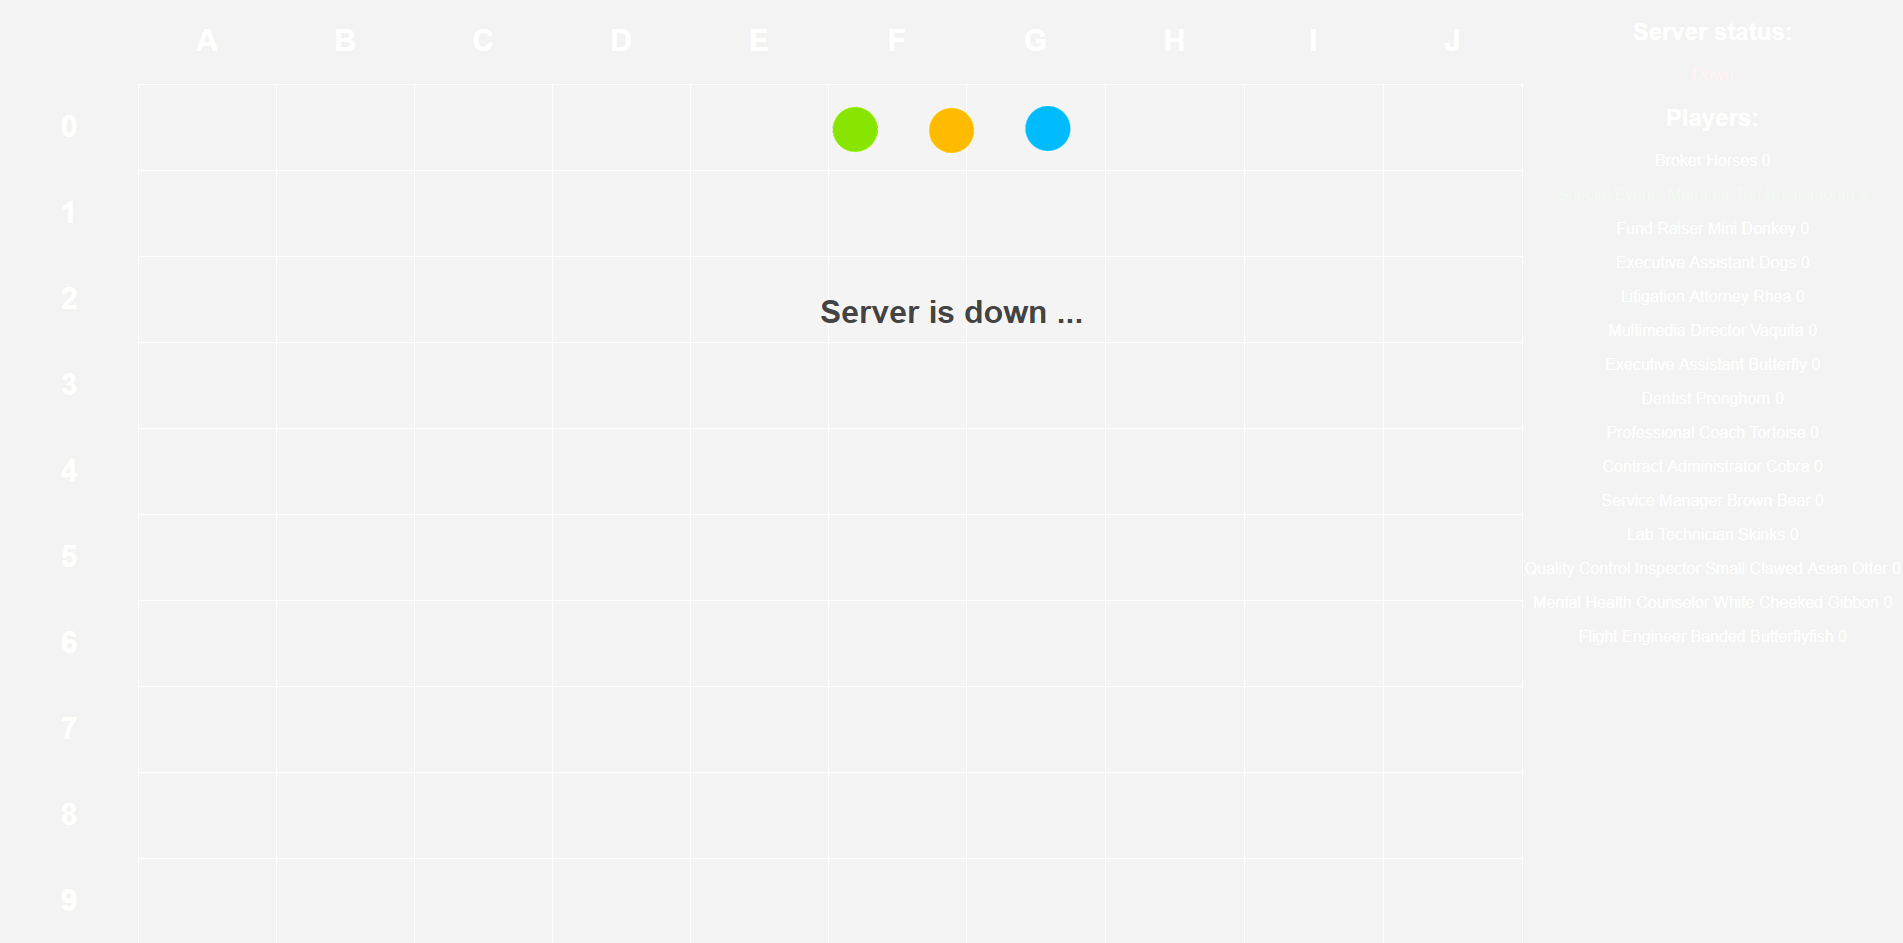 A B C D E F G H I J
0
1
2
3
4
5
6
7
8
9
Server is down ...
Server status:
Down
Players:
Broker Horses 0
Fund Raiser Mini Donkey 0
Executive Assistant Dogs 0
Litigation Attorney Rhea 0
Multimedia Director Vaquita 0
Executive Assistant Butterfly 0
Dentist Pronghorn 0
Professional Coach Tortoise 0
Contract Administrator Cobra 0
Service Manager Brown Bear 0
Lab Technician Skinks 0
Quality Control Inspector Small Clawed Asian Otter 0
Mental Health Counselor White Cheeked Gibbon 0
Flight Engineer Banded Butterflyfish 0